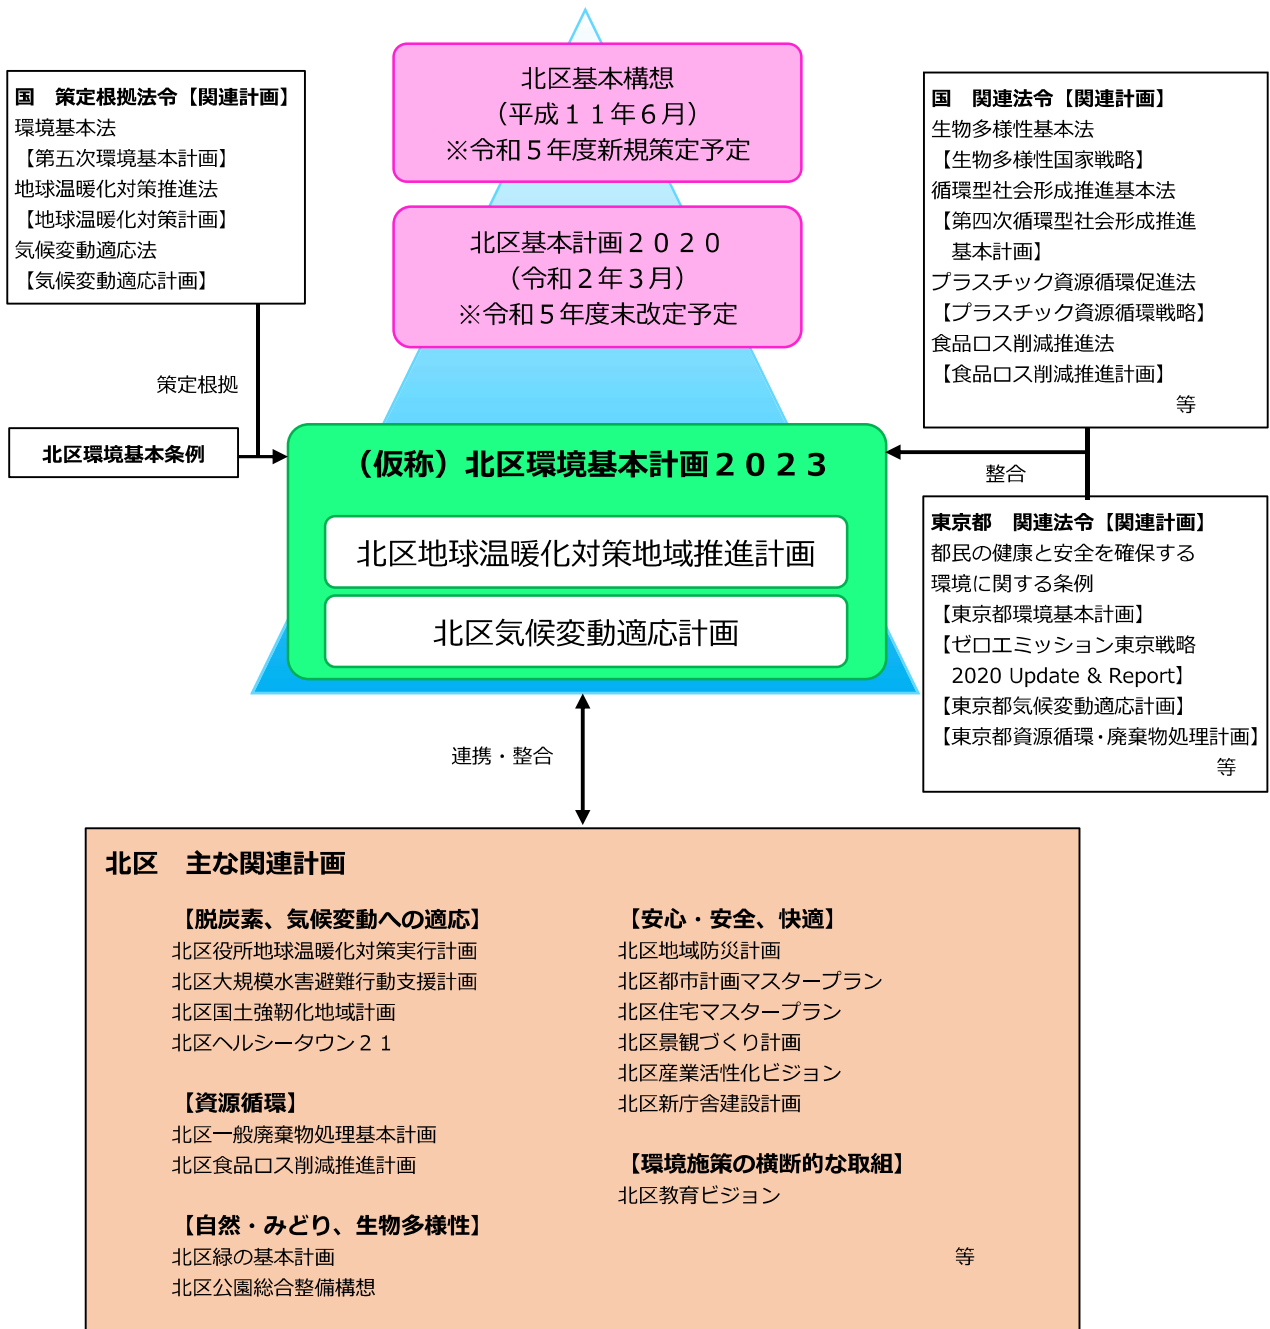 北区基本構想
（平成１１年６月）
※令和５年度新規策定予定
北区基本計画２０２０
（令和２年３月）
※令和５年度末改定予定
国　策定根拠法令【関連計画】
環境基本法
【第五次環境基本計画】
地球温暖化対策推進法
【地球温暖化対策計画】
気候変動適応法
【気候変動適応計画】
策定根拠
北区環境基本条例
国　関連法令【関連計画】
生物多様性基本法
【生物多様性国家戦略】
循環型社会形成推進基本法
【第四次循環型社会形成推進
基本計画】
プラスチック資源循環促進法
【プラスチック資源循環戦略】
食品ロス削減推進法
【食品ロス削減推進計画】
等
整合
（仮称）北区環境基本計画２０２３
北区地球温暖化対策地域推進計画
北区気候変動適応計画
東京都　関連法令【関連計画】
都民の健康と安全を確保する
環境に関する条例
【東京都環境基本計画】
【ゼロエミッション東京戦略
2020 Update & Report】
【東京都気候変動適応計画】
【東京都資源循環・廃棄物処理計画】
等
連携・整合
北区　主な関連計画
【脱炭素、気候変動への適応】
北区役所地球温暖化対策実行計画
北区大規模水害避難行動支援計画
北区国土強靭化地域計画
北区ヘルシータウン２１
【資源循環】
北区一般廃棄物処理基本計画
北区食品ロス削減推進計画
【自然・みどり、生物多様性】
北区緑の基本計画
北区公園総合整備構想
【安心・安全、快適】
北区地域防災計画
北区都市計画マスタープラン
北区住宅マスタープラン
北区景観づくり計画
北区産業活性化ビジョン
北区新庁舎建設計画
【環境施策の横断的な取組】
北区教育ビジョン
等